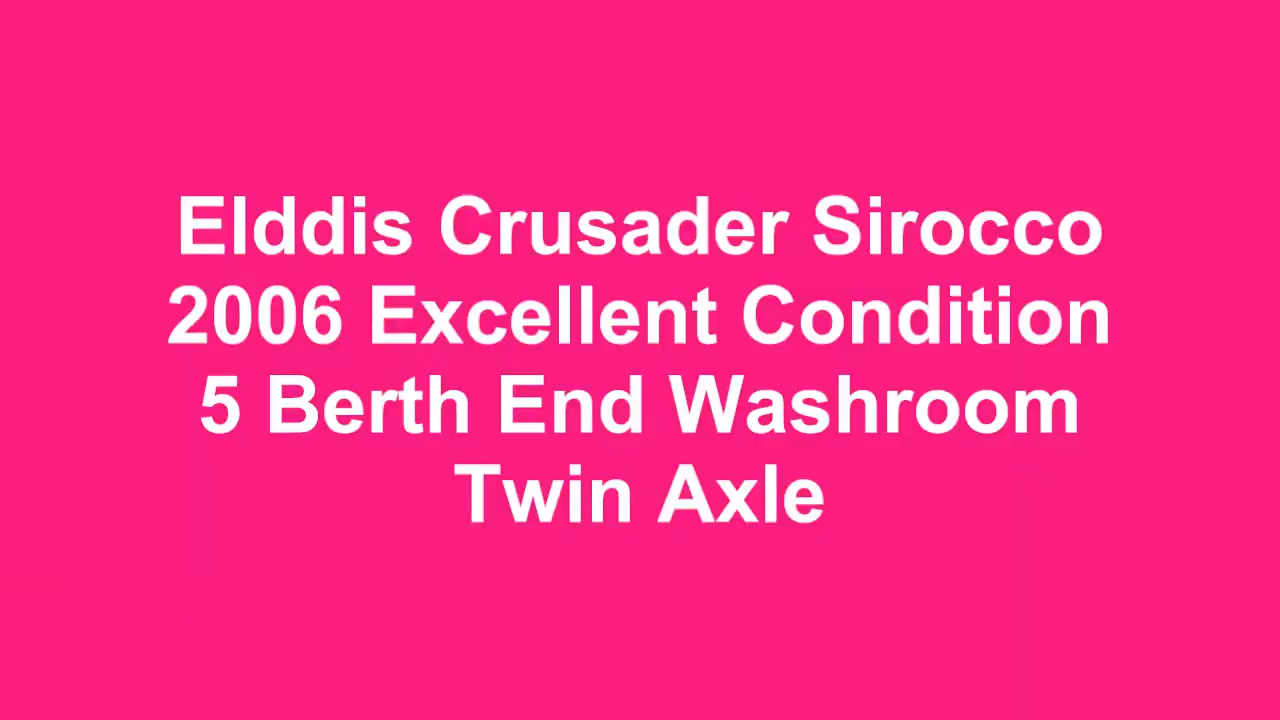 Elddis Crusader Sirocco
2006 Excellent Condition
5 Berth End Washroom
Twin Axle